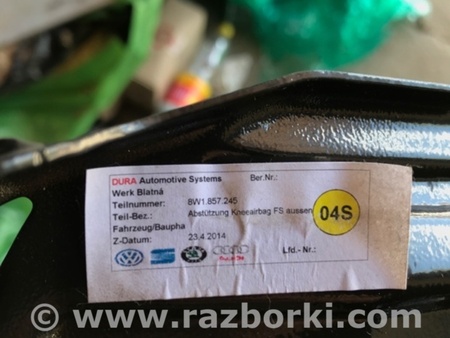 DURA Automotive Systems Ber.Nr.:
Werk Blatná
Teilnummer: 8W1.857.245
Teil-Bez.: Abstützung Kneeairbag FS aussen
Fahrzeug/Baupha
04S
Z-Datum: 23.4.2014 Lfd.- Nr.:
© www.razborki.com